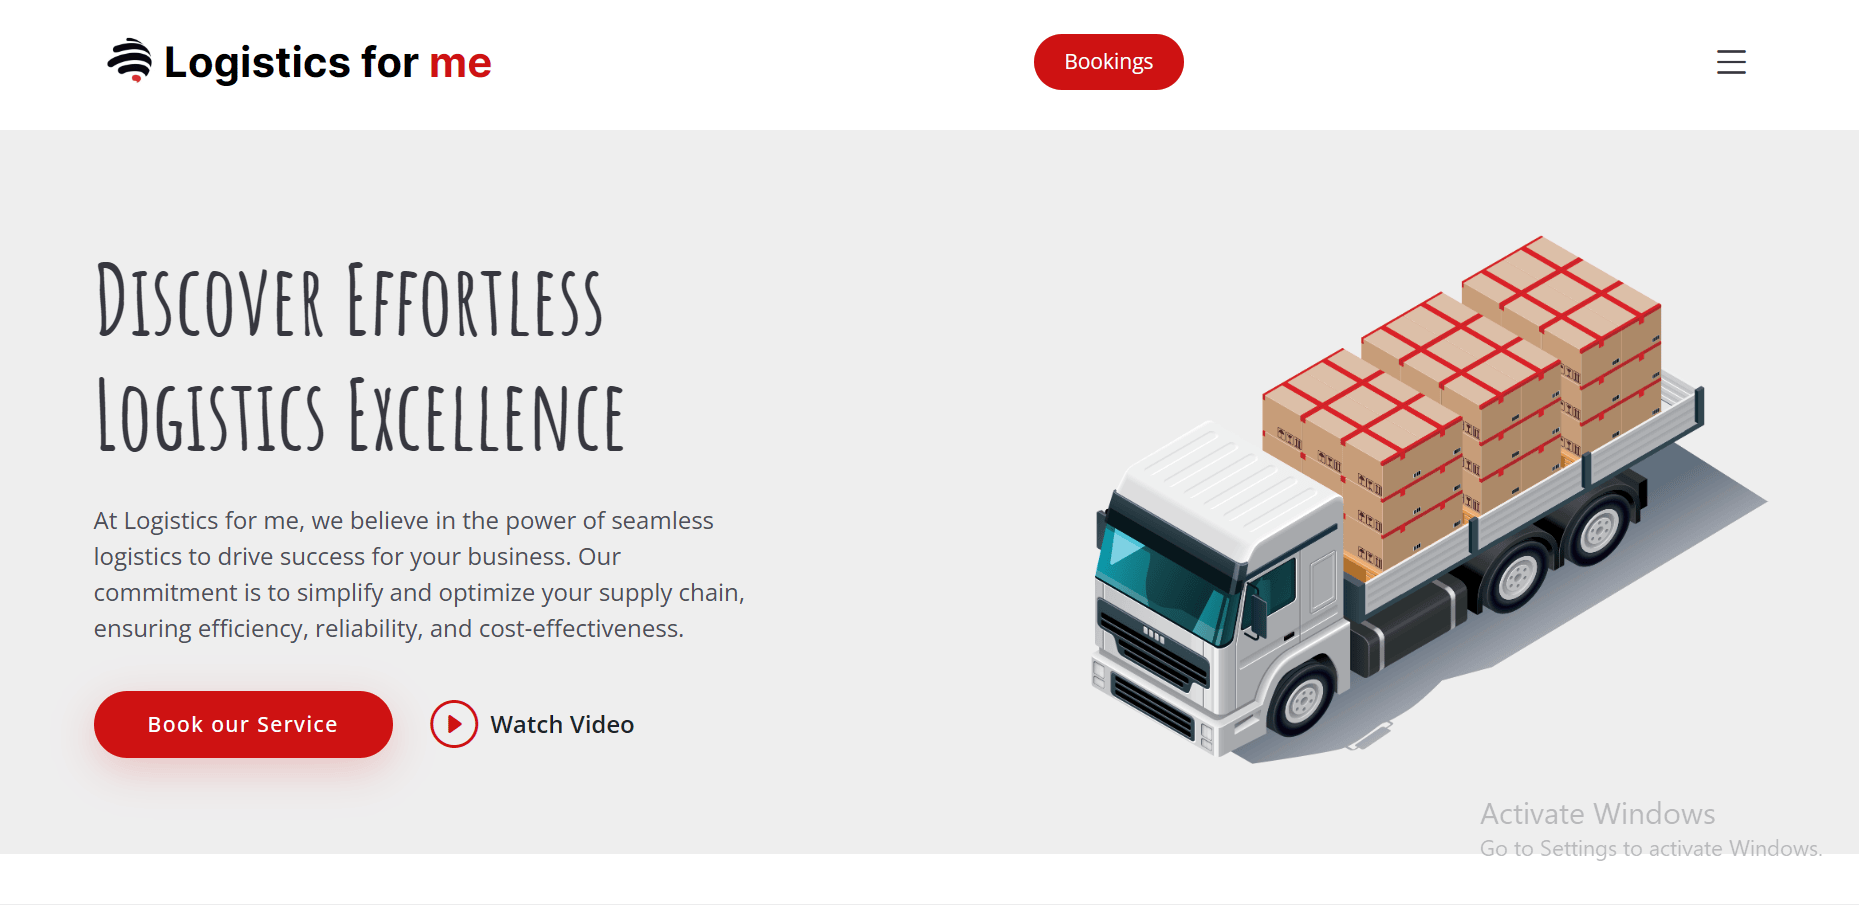 Logistics for me
Bookings
Discover Effortless
Logistics Excellence
At Logistics for me, we believe in the power of seamless
logistics to drive success for your business. Our
commitment is to simplify and optimize your supply chain,
ensuring efficiency, reliability, and cost-effectiveness.
Book our Service
Watch Video
Activate Windows
Go to Settings to activate Windows.